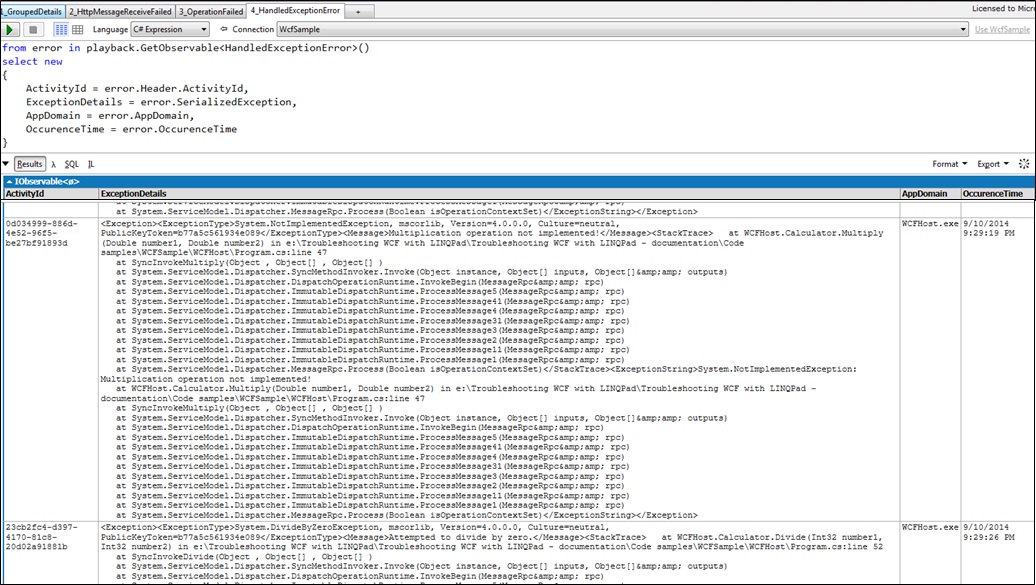 1_GroupedDetails 2_HttpMessageReceiveFailed 3_OperationFailed 4_HandledExceptionError + Licensed to Micr
Language C# Expression Connection WcfSample Use WcfSample
from error in playback.GetObservable<HandledExceptionError>()
select new
{
ActivityId = error.Header.ActivityId,
ExceptionDetails = error.SerializedException,
AppDomain = error.AppDomain,
OccurenceTime = error.OccurenceTime
}
Results λ SQL IL Format Export
IObservable<ø>
ActivityId ExceptionDetails AppDomain OccurenceTime
at System.ServiceModel.Dispatcher.MessageRpc.Process(Boolean isOperationContextSet)</ExceptionString></Exception>
0d034999-886d- <Exception><ExceptionType>System.NotImplementedException, mscorlib, Version=4.0.0.0, Culture=neutral, WCFHost.exe 9/10/2014
4e52-96f5- PublicKeyToken=b77a5c561934e089</ExceptionType><Message>Multiplication operation not implemented!</Message><StackTrace> at WCFHost.Calculator.Multiply 9:29:19 PM
be27bf91893d (Double number1, Double number2) in e:\Troubleshooting WCF with LINQPad\Troubleshooting WCF with LINQPad - documentation\Code
samples\WCFSample\WCFHost\Program.cs:line 47
at SyncInvokeMultiply(Object , Object[] , Object[] )
at System.ServiceModel.Dispatcher.SyncMethodInvoker.Invoke(Object instance, Object[] inputs, Object[]&amp;amp; outputs)
at System.ServiceModel.Dispatcher.DispatchOperationRuntime.InvokeBegin(MessageRpc&amp;amp; rpc)
at System.ServiceModel.Dispatcher.ImmutableDispatchRuntime.ProcessMessage5(MessageRpc&amp;amp; rpc)
at System.ServiceModel.Dispatcher.ImmutableDispatchRuntime.ProcessMessage41(MessageRpc&amp;amp; rpc)
at System.ServiceModel.Dispatcher.ImmutableDispatchRuntime.ProcessMessage4(MessageRpc&amp;amp; rpc)
at System.ServiceModel.Dispatcher.ImmutableDispatchRuntime.ProcessMessage31(MessageRpc&amp;amp; rpc)
at System.ServiceModel.Dispatcher.ImmutableDispatchRuntime.ProcessMessage3(MessageRpc&amp;amp; rpc)
at System.ServiceModel.Dispatcher.ImmutableDispatchRuntime.ProcessMessage2(MessageRpc&amp;amp; rpc)
at System.ServiceModel.Dispatcher.ImmutableDispatchRuntime.ProcessMessage11(MessageRpc&amp;amp; rpc)
at System.ServiceModel.Dispatcher.ImmutableDispatchRuntime.ProcessMessage1(MessageRpc&amp;amp; rpc)
at System.ServiceModel.Dispatcher.MessageRpc.Process(Boolean isOperationContextSet)</StackTrace><ExceptionString>System.NotImplementedException:
Multiplication operation not implemented!
at WCFHost.Calculator.Multiply(Double number1, Double number2) in e:\Troubleshooting WCF with LINQPad\Troubleshooting WCF with LINQPad -
documentation\Code samples\WCFSample\WCFHost\Program.cs:line 47
at SyncInvokeMultiply(Object , Object[] , Object[] )
at System.ServiceModel.Dispatcher.SyncMethodInvoker.Invoke(Object instance, Object[] inputs, Object[]&amp;amp; outputs)
at System.ServiceModel.Dispatcher.DispatchOperationRuntime.InvokeBegin(MessageRpc&amp;amp; rpc)
at System.ServiceModel.Dispatcher.ImmutableDispatchRuntime.ProcessMessage5(MessageRpc&amp;amp; rpc)
at System.ServiceModel.Dispatcher.ImmutableDispatchRuntime.ProcessMessage41(MessageRpc&amp;amp; rpc)
at System.ServiceModel.Dispatcher.ImmutableDispatchRuntime.ProcessMessage4(MessageRpc&amp;amp; rpc)
at System.ServiceModel.Dispatcher.ImmutableDispatchRuntime.ProcessMessage31(MessageRpc&amp;amp; rpc)
at System.ServiceModel.Dispatcher.ImmutableDispatchRuntime.ProcessMessage3(MessageRpc&amp;amp; rpc)
at System.ServiceModel.Dispatcher.ImmutableDispatchRuntime.ProcessMessage2(MessageRpc&amp;amp; rpc)
at System.ServiceModel.Dispatcher.ImmutableDispatchRuntime.ProcessMessage11(MessageRpc&amp;amp; rpc)
at System.ServiceModel.Dispatcher.ImmutableDispatchRuntime.ProcessMessage1(MessageRpc&amp;amp; rpc)
at System.ServiceModel.Dispatcher.MessageRpc.Process(Boolean isOperationContextSet)</ExceptionString></Exception>
23cb2fc4-d397- <Exception><ExceptionType>System.DivideByZeroException, mscorlib, Version=4.0.0.0, Culture=neutral, WCFHost.exe 9/10/2014
4170-81c8- PublicKeyToken=b77a5c561934e089</ExceptionType><Message>Attempted to divide by zero.</Message><StackTrace> at WCFHost.Calculator.Divide(Int32 number1, 9:29:26 PM
20d02a91881b Int32 number2) in e:\Troubleshooting WCF with LINQPad\Troubleshooting WCF with LINQPad - documentation\Code samples\WCFSample\WCFHost\Program.cs:line 52
at SyncInvokeDivide(Object , Object[] , Object[] )
at System.ServiceModel.Dispatcher.SyncMethodInvoker.Invoke(Object instance, Object[] inputs, Object[]&amp;amp; outputs)
at System.ServiceModel.Dispatcher.DispatchOperationRuntime.InvokeBegin(MessageRpc&amp;amp; rpc)